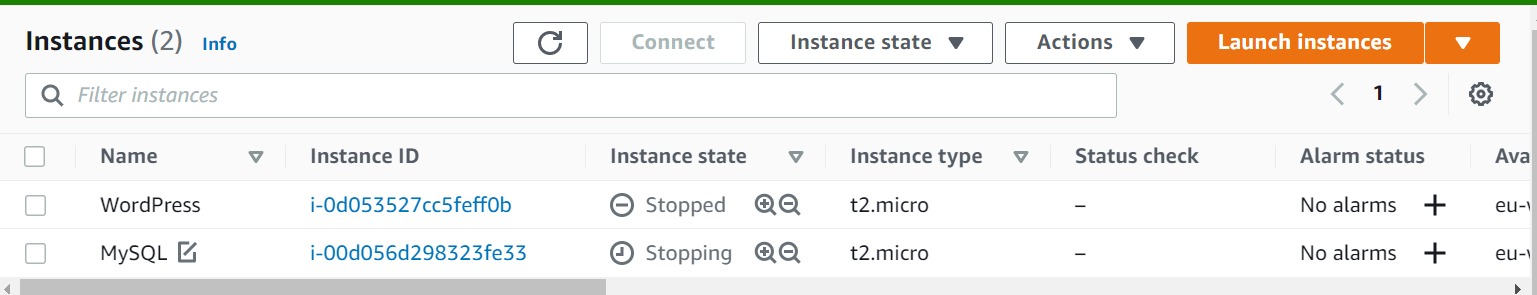 Instances (2) Info Connect Instance state Actions Launch instances
Filter instances 1
Name Instance ID Instance state Instance type Status check Alarm status Ava
WordPress i-0d053527cc5feff0b Stopped t2.micro – No alarms + eu-w
MySQL i-00d056d298323fe33 Stopping t2.micro – No alarms + eu-w